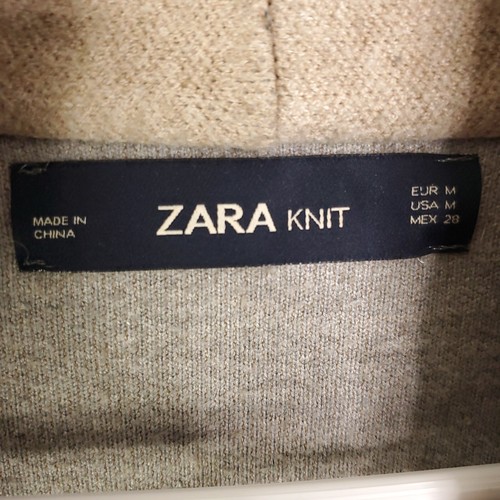 MADE IN
CHINA
ZARA KNIT
EUR M
USA M
MEX 28